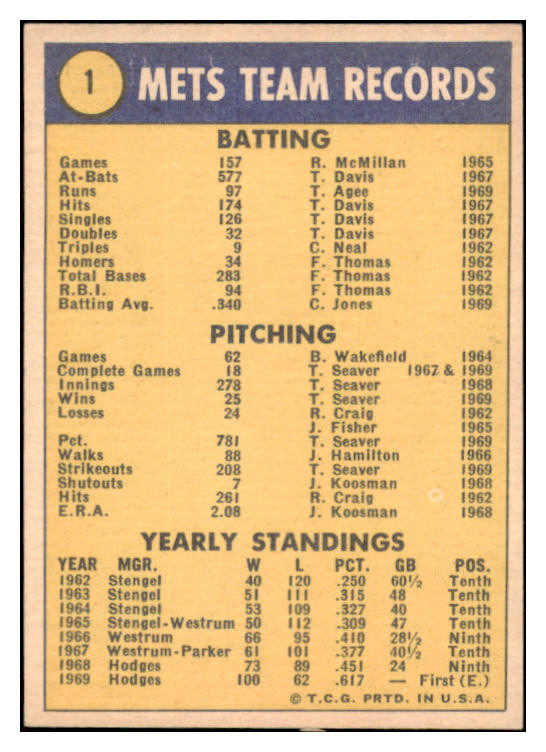 1 METS TEAM RECORDS
BATTING
Games 157 R. McMillan 1965
At-Bats 577 T. Davis 1967
Runs 97 T. Agee 1969
Hits 174 T. Davis 1967
Singles 126 T. Davis 1967
Doubles 32 T. Davis 1967
Triples 9 C. Neal 1962
Homers 34 F. Thomas 1962
Total Bases 283 F. Thomas 1962
R.B.I. 94 F. Thomas 1962
Batting Avg. .340 C. Jones 1969
PITCHING
Games 62 B. Wakefield 1964
Complete Games 18 T. Seaver 1967 & 1969
Innings 278 T. Seaver 1968
Wins 25 T. Seaver 1969
Losses 24 R. Craig 1962
J. Fisher 1965
Pct. 781 T. Seaver 1969
Walks 88 J. Hamilton 1966
Strikeouts 208 T. Seaver 1969
Shutouts 7 J. Koosman 1968
Hits 261 R. Craig 1962
E.R.A. 2.08 J. Koosman 1968
YEARLY STANDINGS
YEAR MGR. W L PCT. GB POS.
1962 Stengel 40 120 .250 60½ Tenth
1963 Stengel 51 111 .315 48 Tenth
1964 Stengel 53 109 .327 40 Tenth
1965 Stengel-Westrum 50 112 .309 47 Tenth
1966 Westrum 66 95 .410 28½ Ninth
1967 Westrum-Parker 61 101 .377 40½ Tenth
1968 Hodges 73 89 .451 24 Ninth
1969 Hodges 100 62 .617 — First (E.)
© T.C.G. PRTD. IN U.S.A.